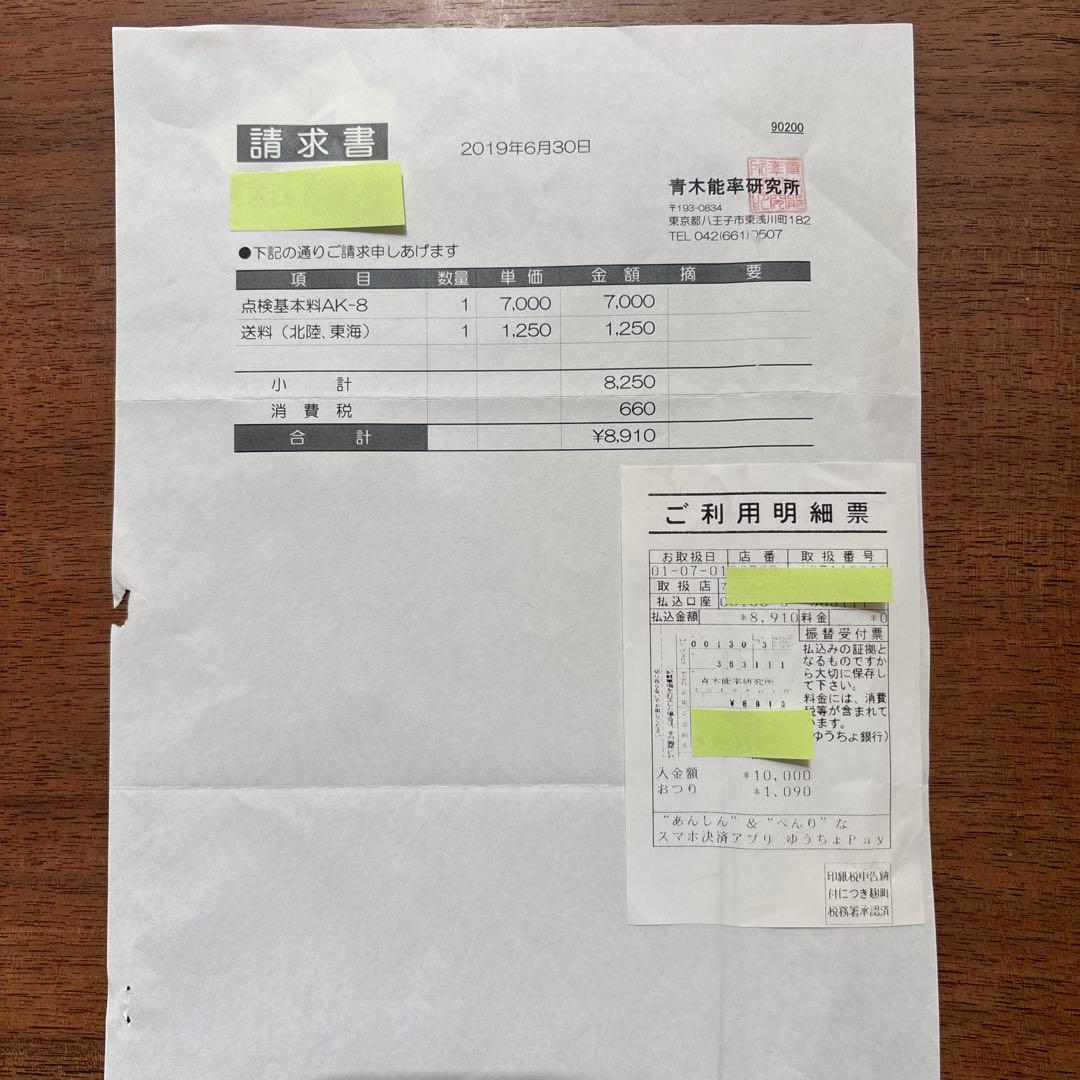 90200
請求書
2019年6月30日
青木能率研究所
〒193-0834
東京都八王子市東浅川町182
TEL 042(661)0507
●下記の通りご請求申しあげます
項 目 数量 単価 金額 摘 要
点検基本料AK-8 1 7,000 7,000
送料（北陸、東海） 1 1,250 1,250
小 計 8,250
消費税 660
合 計 ¥8,910
ご利用明細票
お取扱日 店番 取扱番号
01-07-01
取扱店
払込口座
払込金額 *8,910 料金 *0
振替受付票
払込みの証拠と
なるものですか
ら大切に保存し
て下さい。
料金には、消費
税等が含まれて
います。
(ゆうちょ銀行)
00130 3
363111
青木能率研究所
¥8910
入金額 *10,000
おつり *1,090
"あんしん" & "べんり"な
スマホ決済アプリ ゆうちょPay
印紙税申告納
付につき麹町
税務署承認済